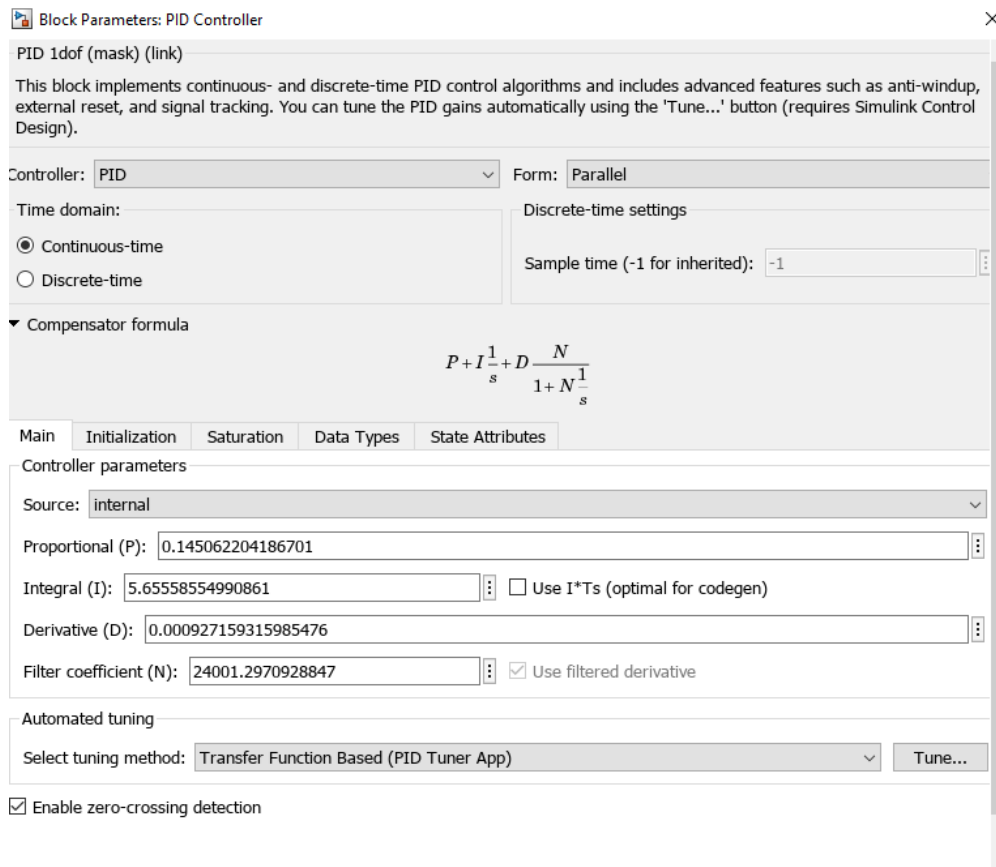 Block Parameters: PID Controller
PID 1dof (mask) (link)
This block implements continuous- and discrete-time PID control algorithms and includes advanced features such as anti-windup,
external reset, and signal tracking. You can tune the PID gains automatically using the 'Tune...' button (requires Simulink Control
Design).
Controller: PID Form: Parallel
Time domain: Discrete-time settings
Continuous-time
Sample time (-1 for inherited): -1
Discrete-time
Compensator formula
P + I 1/s + D N/(1 + N 1/s)
Main Initialization Saturation Data Types State Attributes
Controller parameters
Source: internal
Proportional (P): 0.145062204186701
Integral (I): 5.65558554990861 Use I*Ts (optimal for codegen)
Derivative (D): 0.000927159315985476
Filter coefficient (N): 24001.2970928847 Use filtered derivative
Automated tuning
Select tuning method: Transfer Function Based (PID Tuner App) Tune...
Enable zero-crossing detection